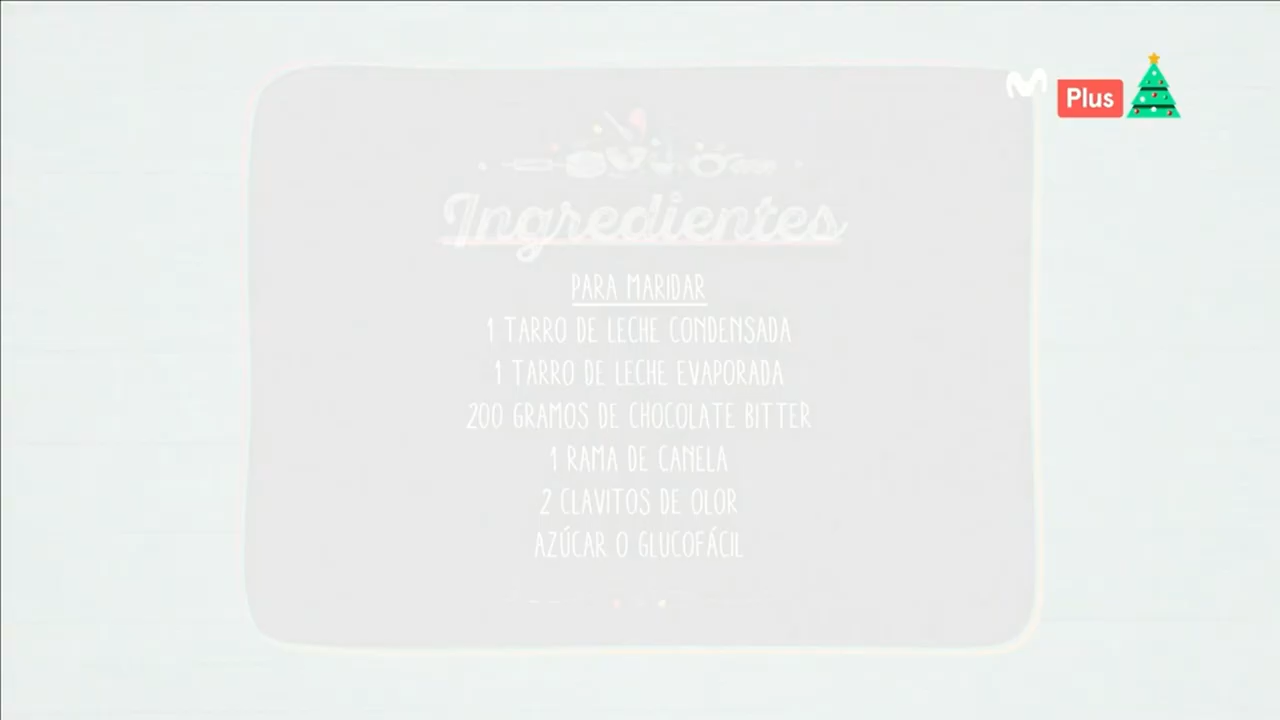 Plus
Ingredientes
PARA MARIDAR
1 TARRO DE LECHE CONDENSADA
1 TARRO DE LECHE EVAPORADA
200 GRAMOS DE CHOCOLATE BITTER
1 RAMA DE CANELA
2 CLAVITOS DE OLOR
AZÚCAR O GLUCOFÁCIL